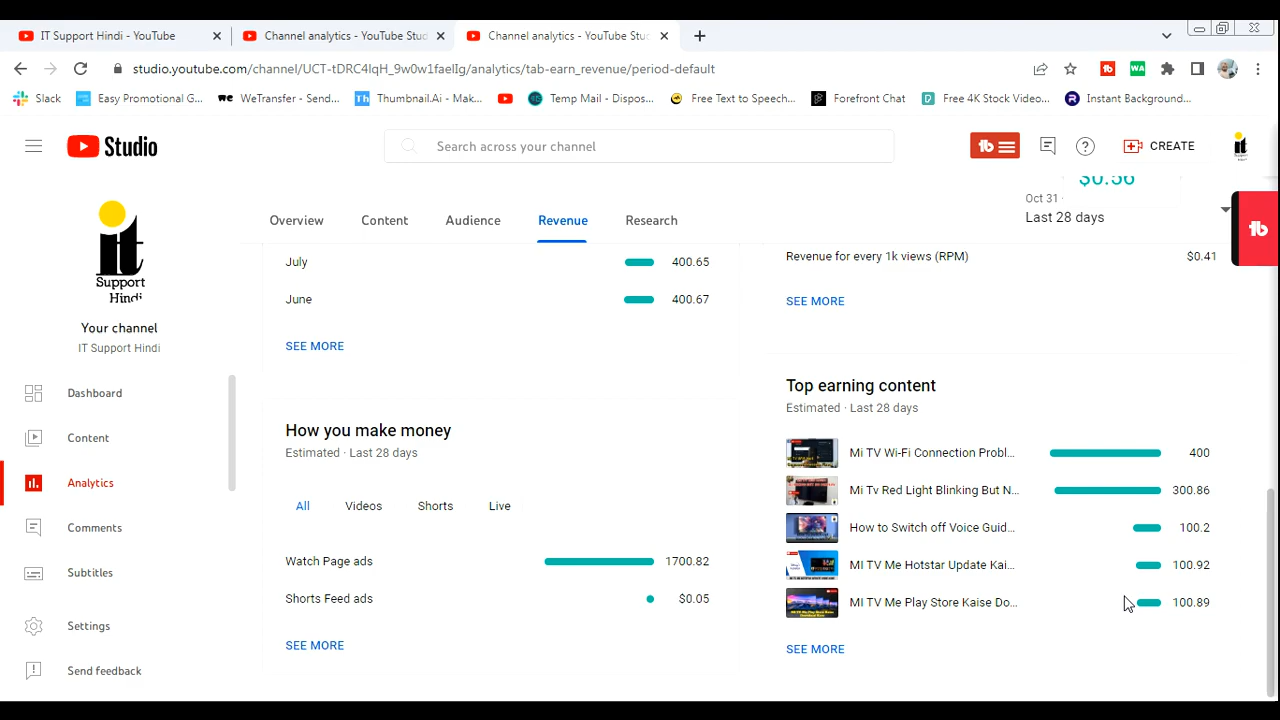 IT Support Hindi - YouTube
Channel analytics - YouTube Stud
Channel analytics - YouTube Stu
studio.youtube.com/channel/UCT-tDRC4IqH_9w0w1faelIg/analytics/tab-earn_revenue/period-default
Slack
Easy Promotional G...
WeTransfer - Send...
Thumbnail.Ai - Mak...
Temp Mail - Dispos...
Free Text to Speech...
Forefront Chat
Free 4K Stock Video...
Instant Background...
Studio
Search across your channel
CREATE
$0.56
Oct 31
Last 28 days
Overview
Content
Audience
Revenue
Research
it
Support
Hindi
Your channel
IT Support Hindi
Dashboard
Content
Analytics
Comments
Subtitles
Settings
Send feedback
July 400.65
June 400.67
SEE MORE
Revenue for every 1k views (RPM) $0.41
SEE MORE
How you make money
Estimated · Last 28 days
All
Videos
Shorts
Live
Watch Page ads 1700.82
Shorts Feed ads $0.05
SEE MORE
Top earning content
Estimated · Last 28 days
Mi TV Wi-Fi Connection Probl... 400
Mi Tv Red Light Blinking But N... 300.86
How to Switch off Voice Guid... 100.2
MI TV Me Hotstar Update Kai... 100.92
MI TV Me Play Store Kaise Do... 100.89
SEE MORE